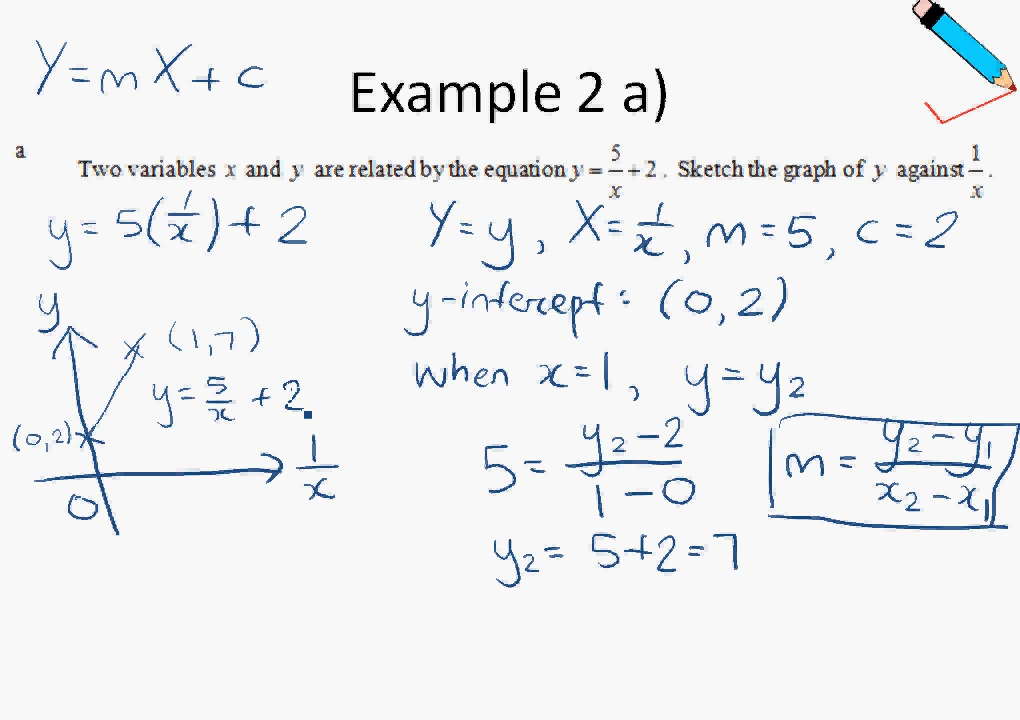 Y = mX + c
Example 2 a)
a
Two variables x and y are related by the equation y = 5/x + 2 . Sketch the graph of y against 1/x .
y = 5(1/x) + 2
Y = y , X = 1/x , m = 5 , c = 2
y-intercept : (0, 2)
when x = 1 , y = y₂
5 = (y₂ - 2)/(1 - 0)
m = (y₂ - y₁)/(x₂ - x₁)
y₂ = 5 + 2 = 7
y
(1, 7)
y = 5/x + 2
(0, 2)
1/x
0